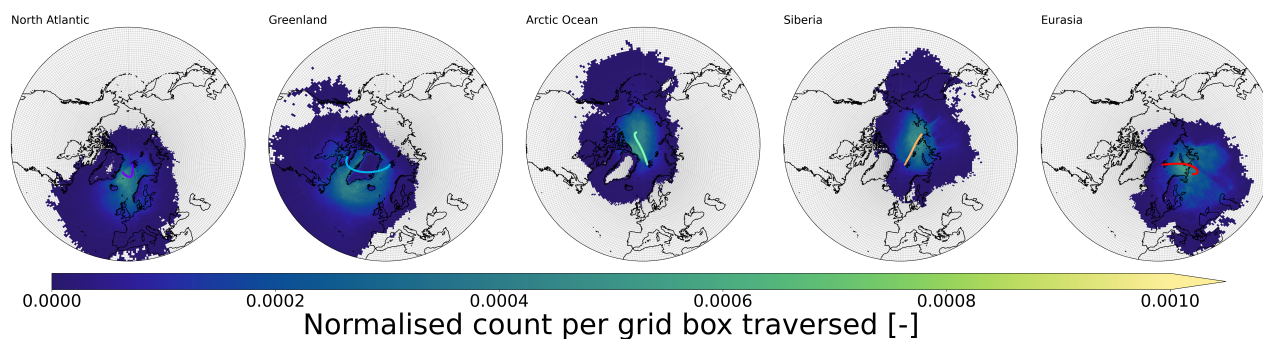 North Atlantic
Greenland
Arctic Ocean
Siberia
Eurasia
0.0000
0.0002
0.0004
0.0006
0.0008
0.0010
Normalised count per grid box traversed [-]